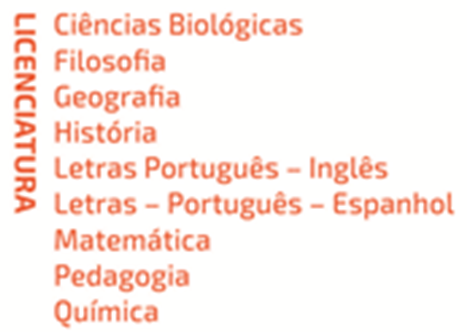 LICENCIATURA
Ciências Biológicas
Filosofia
Geografia
História
Letras Português – Inglês
Letras – Português – Espanhol
Matemática
Pedagogia
Química